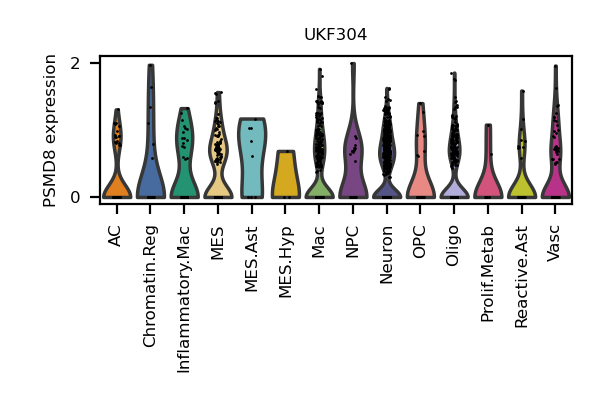 UKF304
PSMD8 expression
2
0
AC
Chromatin.Reg
Inflammatory.Mac
MES
MES.Ast
MES.Hyp
Mac
NPC
Neuron
OPC
Oligo
Prolif.Metab
Reactive.Ast
Vasc